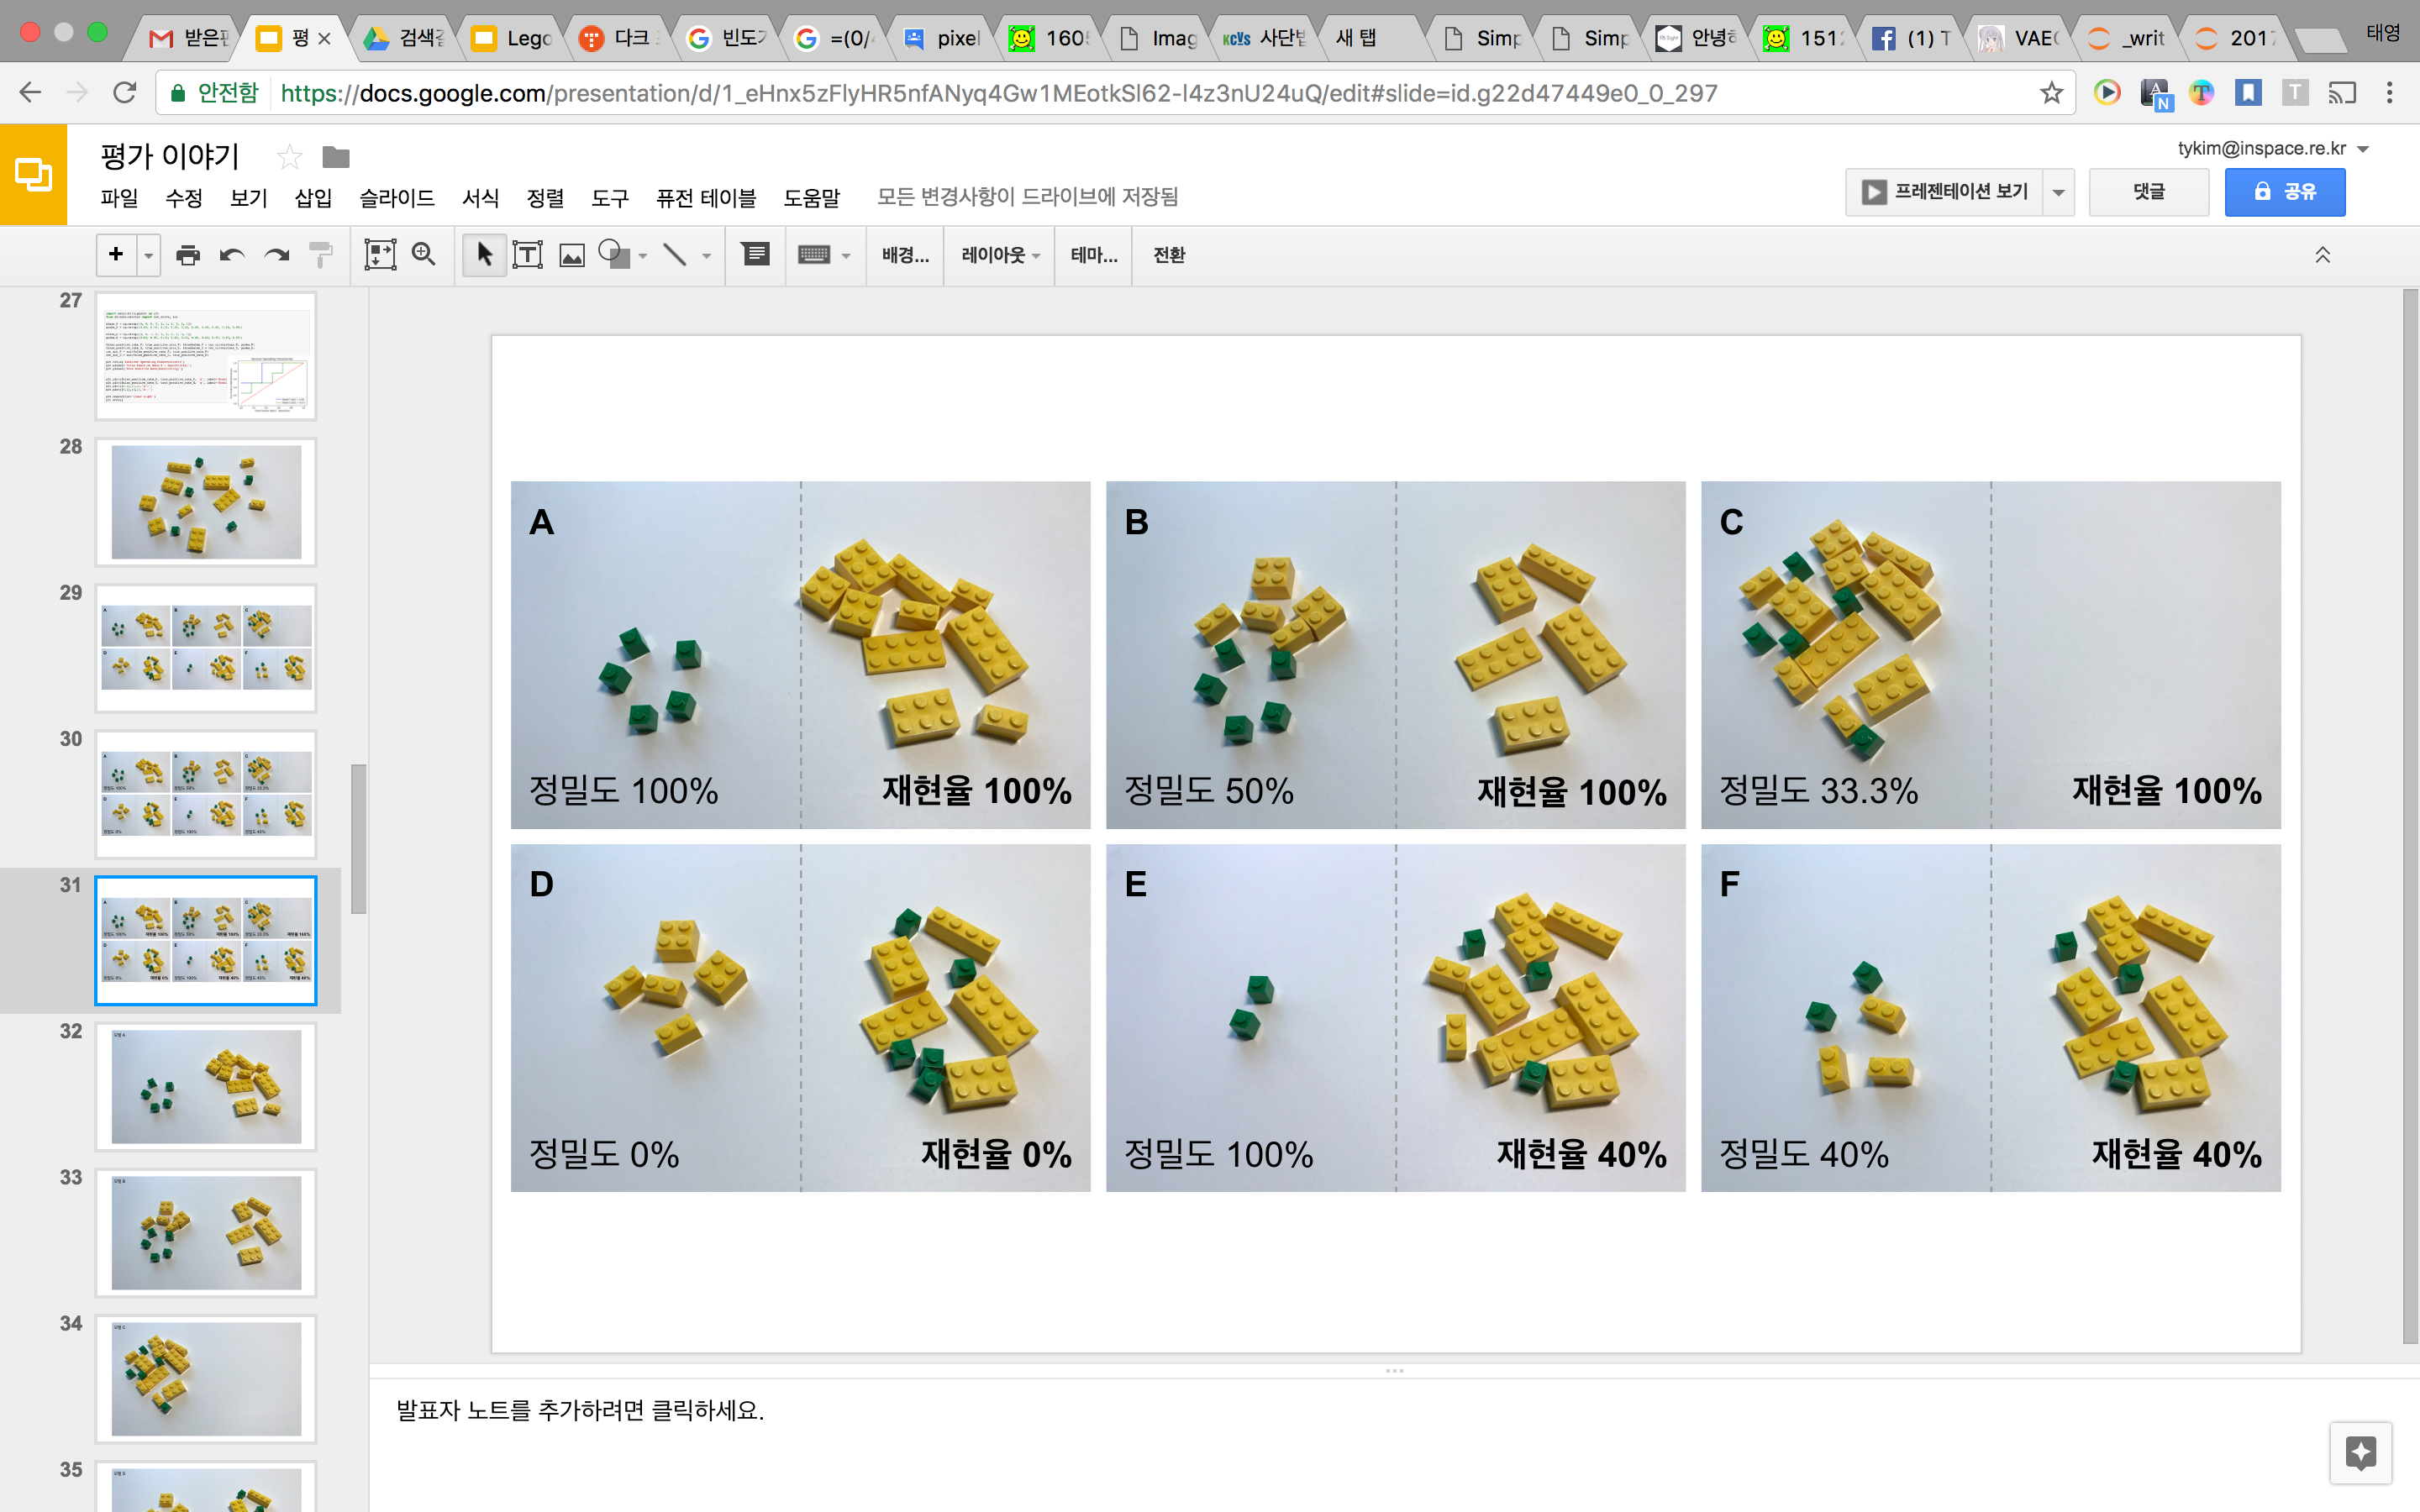 받은편
평
검색결
Lego
다크
빈도
=(0/
pixel
160
Imag
KCVS 사단법
새 탭
Simp
Simp
안녕하
151
(1) T
VAE
_writ
201
태영
안전함
https://docs.google.com/presentation/d/1_eHnx5zFlyHR5nfANyq4Gw1MEotkSl62-l4z3nU24uQ/edit#slide=id.g22d47449e0_0_297
평가 이야기
tykim@inspace.re.kr
파일 수정 보기 삽입 슬라이드 서식 정렬 도구 퓨전 테이블 도움말 모든 변경사항이 드라이브에 저장됨
프레젠테이션 보기
댓글
공유
배경...
레이아웃
테마...
전환
27
28
29
30
31
32
33
34
35
A
정밀도 100%
재현율 100%
B
정밀도 50%
재현율 100%
C
정밀도 33.3%
재현율 100%
D
정밀도 0%
재현율 0%
E
정밀도 100%
재현율 40%
F
정밀도 40%
재현율 40%
발표자 노트를 추가하려면 클릭하세요.